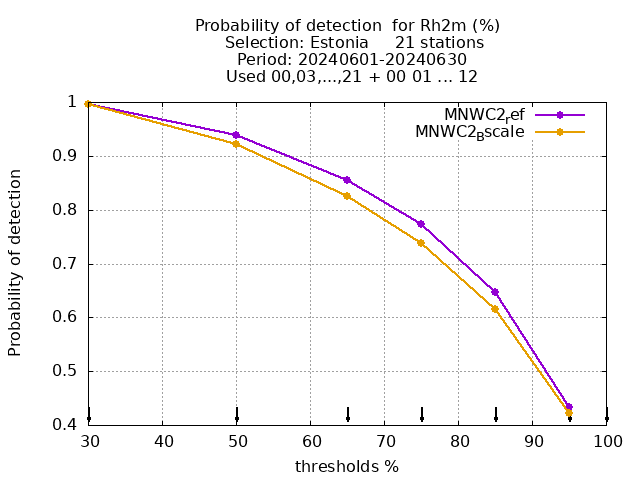 Probability of detection  for Rh2m (%)
Selection: Estonia     21 stations
Period: 20240601-20240630
Used 00,03,...,21 + 00 01 ... 12
MNWC2_ref
MNWC2_Bscale
1
0.9
0.8
0.7
0.6
0.5
0.4
Probability of detection
30 40 50 60 70 80 90 100
thresholds %